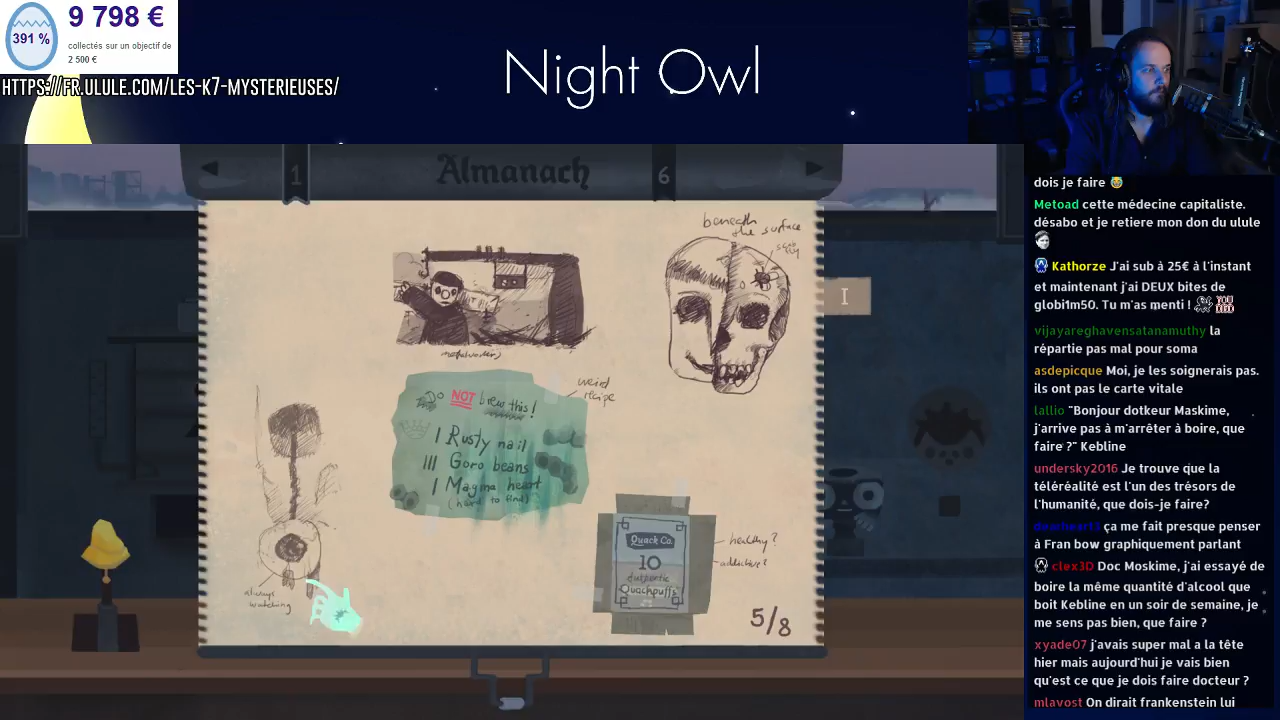 9 798 €
391 %
collectés sur un objectif de
2 500 €
HTTPS://FR.ULULE.COM/LES-K7-MYSTERIEUSES/
Night Owl
1
Almanach
6
beneath
the surface
I
weird
recipe
NOT brew this!
I Rusty nail
III Goro beans
I Magma heart
(hard to find)
always
watching
Quack Co.
10
Quackpuffs
healthy?
addictive?
5/8
dois je faire
Metoad cette médecine capitaliste.
désabo et je retiere mon don du ulule
Kathorze J'ai sub à 25€ à l'instant
et maintenant j'ai DEUX bites de
globi1m50. Tu m'as menti !
vijayareghavensatanamuthy la
répartie pas mal pour soma
asdepicque Moi, je les soignerais pas.
ils ont pas le carte vitale
lallio "Bonjour dotkeur Maskime,
j'arrive pas à m'arrêter à boire, que
faire ?" Kebline
undersky2016 Je trouve que la
téléréalité est l'un des trésors de
l'humanité, que dois-je faire?
ça me fait presque penser
à Fran bow graphiquement parlant
clex3D Doc Moskime, j'ai essayé de
boire la même quantité d'alcool que
boit Kebline en un soir de semaine, je
me sens pas bien, que faire ?
xyade07 j'avais super mal a la tête
hier mais aujourd'hui je vais bien
qu'est ce que je dois faire docteur ?
mlavost On dirait frankenstein lui